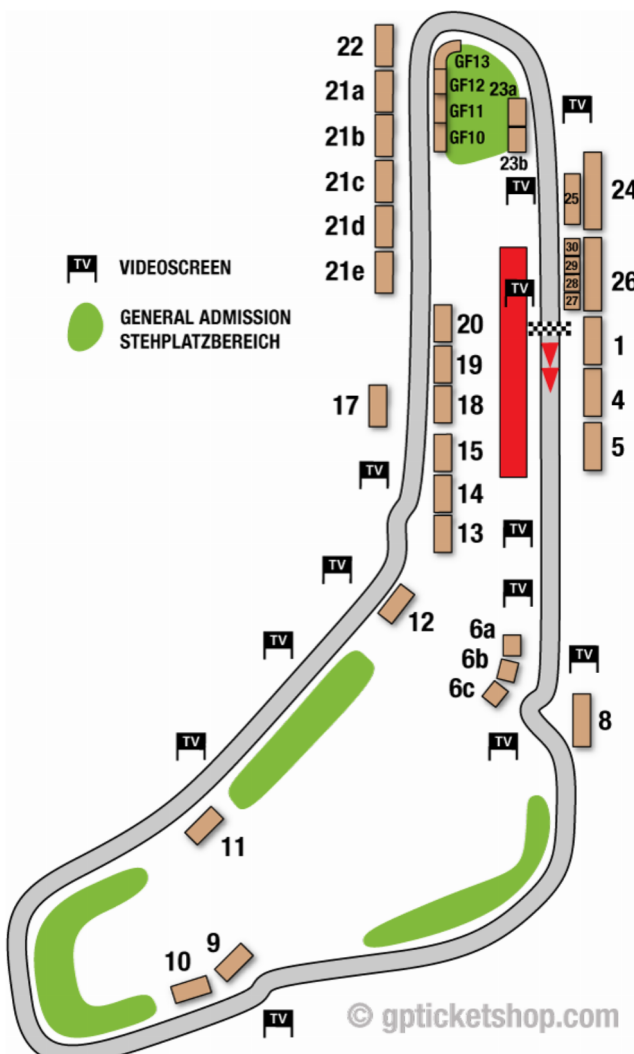 22
21a
21b
21c
21d
21e
GF13
GF12
GF11
GF10
23a
23b
TV
TV
24
25
TV
VIDEOSCREEN
GENERAL ADMISSION
STEHPLATZBEREICH
TV
30
29
28
27
26
20
19
18
17
1
4
5
15
14
13
TV
TV
TV
TV
12
TV
6a
6b
6c
TV
8
TV
TV
11
9
10
TV
© gpticketshop.com